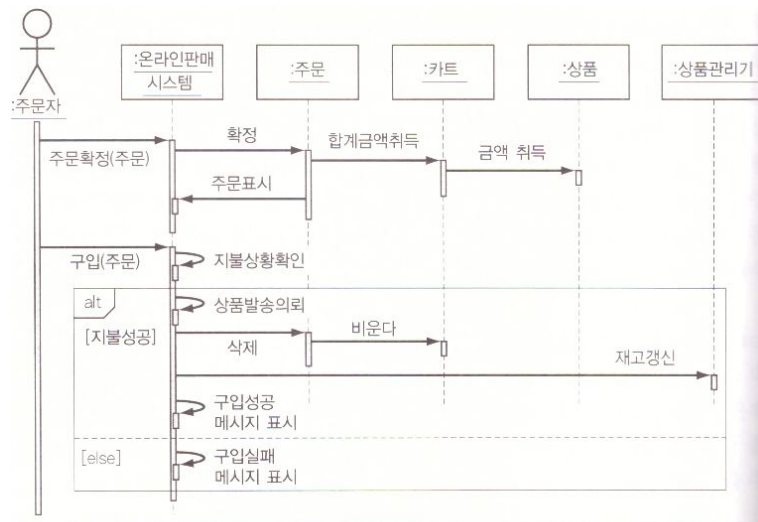 :온라인판매
시스템
:주문
:카트
:상품
:상품관리기
:주문자
확정
합계금액취득
금액 취득
주문확정(주문)
주문표시
구입(주문)
지불상황확인
alt
상품발송의뢰
[지불성공]
비운다
삭제
재고갱신
구입성공
메시지 표시
[else]
구입실패
메시지 표시